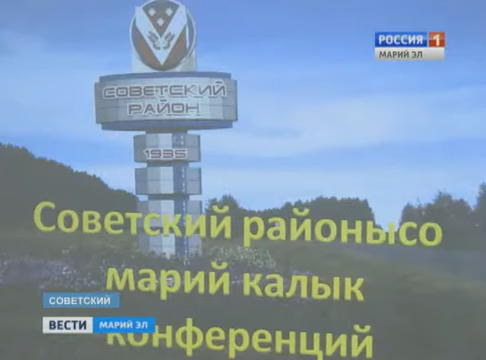 РОССИЯ 1
МАРИЙ ЭЛ
СОВЕТСКИЙ
РАЙОН
1935
Советский районысо
марий калык
конференций
СОВЕТСКИЙ
ВЕСТИ МАРИЙ ЭЛ